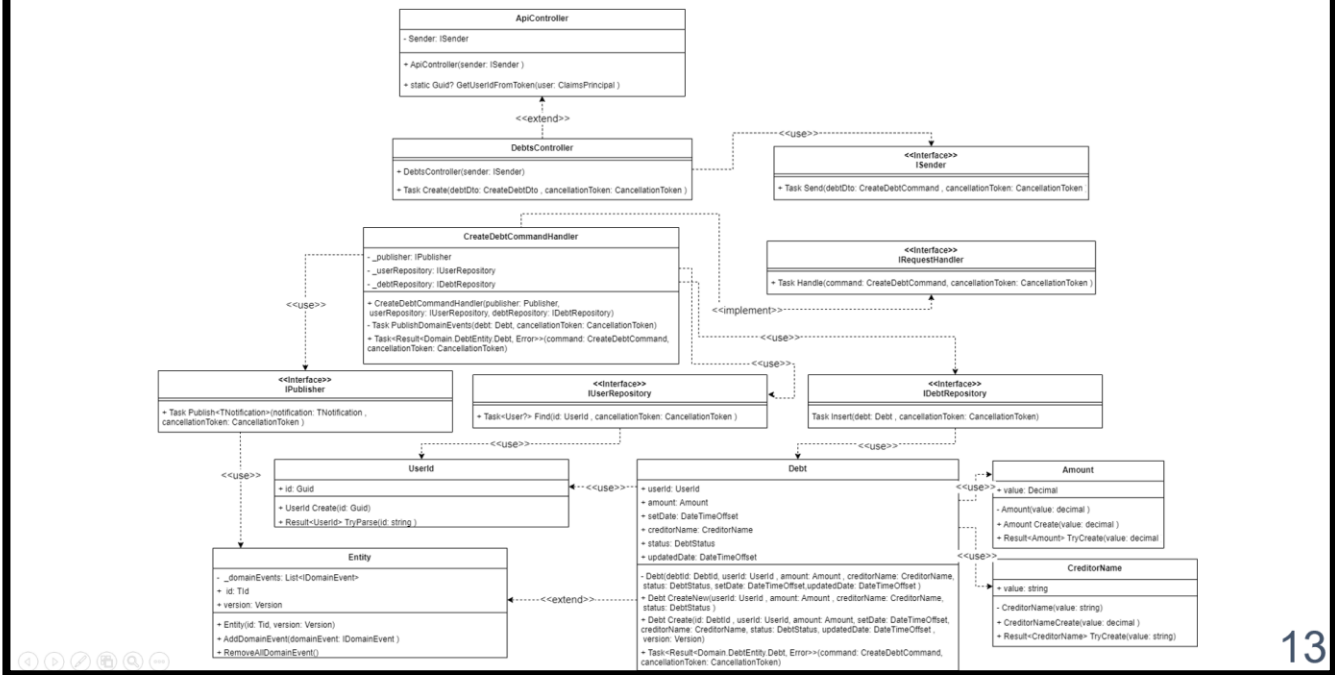 ApiController
- Sender: ISender
+ ApiController(sender: ISender )
+ static Guid? GetUserIdFromToken(user: ClaimsPrincipal )
<<extend>>
DebtsController
+ DebtsController(sender: ISender)
+ Task Create(debtDto: CreateDebtDto , cancellationToken: CancellationToken )
<<use>>
<<Interface>>
ISender
+ Task Send(debtDto: CreateDebtCommand , cancellationToken: CancellationToken
CreateDebtCommandHandler
- _publisher: IPublisher
- _userRepository: IUserRepository
- _debtRepository: IDebtRepository
+ CreateDebtCommandHandler(publisher: Publisher,
userRepository: IUserRepository, debtRepository: IDebtRepository)
- Task PublishDomainEvents(debt: Debt, cancellationToken: CancellationToken)
+ Task<Result<Domain.DebtEntity.Debt, Error>>(command: CreateDebtCommand,
cancellationToken: CancellationToken)
<<Interface>>
IRequestHandler
+ Task Handle(command: CreateDebtCommand, cancellationToken: CancellationToken )
<<use>>
<<implement>>
<<use>>
<<use>>
<<Interface>>
IPublisher
+ Task Publish<TNotification>(notification: TNotification ,
cancellationToken: CancellationToken )
<<Interface>>
IUserRepository
+ Task<User?> Find(id: UserId , cancellationToken: CancellationToken )
<<Interface>>
IDebtRepository
Task Insert(debt: Debt , cancellationToken: CancellationToken)
<<use>>
<<use>>
<<use>>
UserId
+ id: Guid
+ UserId Create(id: Guid)
+ Result<UserId> TryParse(id: string )
<<use>>
Debt
+ userId: UserId
+ amount: Amount
+ setDate: DateTimeOffset
+ creditorName: CreditorName
+ status: DebtStatus
+ updatedDate: DateTimeOffset
- Debt(debtId: DebtId, userId: UserId , amount: Amount , creditorName: CreditorName,
status: DebtStatus, setDate: DateTimeOffset,updatedDate: DateTimeOffset )
+ Debt CreateNew(userId: UserId , amount: Amount , creditorName: CreditorName,
status: DebtStatus )
+ Debt Create(id: DebtId , userId: UserId, amount: Amount, setDate: DateTimeOffset,
creditorName: CreditorName, status: DebtStatus, updatedDate: DateTimeOffset ,
version: Version)
+ Task<Result<Domain.DebtEntity.Debt, Error>>(command: CreateDebtCommand,
cancellationToken: CancellationToken)
<<use>>
Amount
+ value: Decimal
- Amount(value: decimal )
+ Amount Create(value: decimal )
+ Result<Amount> TryCreate(value: decimal
<<use>>
CreditorName
+ value: string
- CreditorName(value: string)
+ CreditorNameCreate(value: decimal )
+ Result<CreditorName> TryCreate(value: string)
Entity
- _domainEvents: List<IDomainEvent>
+ id: TId
+ version: Version
+ Entity(id: Tid, version: Version)
+ AddDomainEvent(domainEvent: IDomainEvent )
+ RemoveAllDomainEvent()
<<extend>>
13